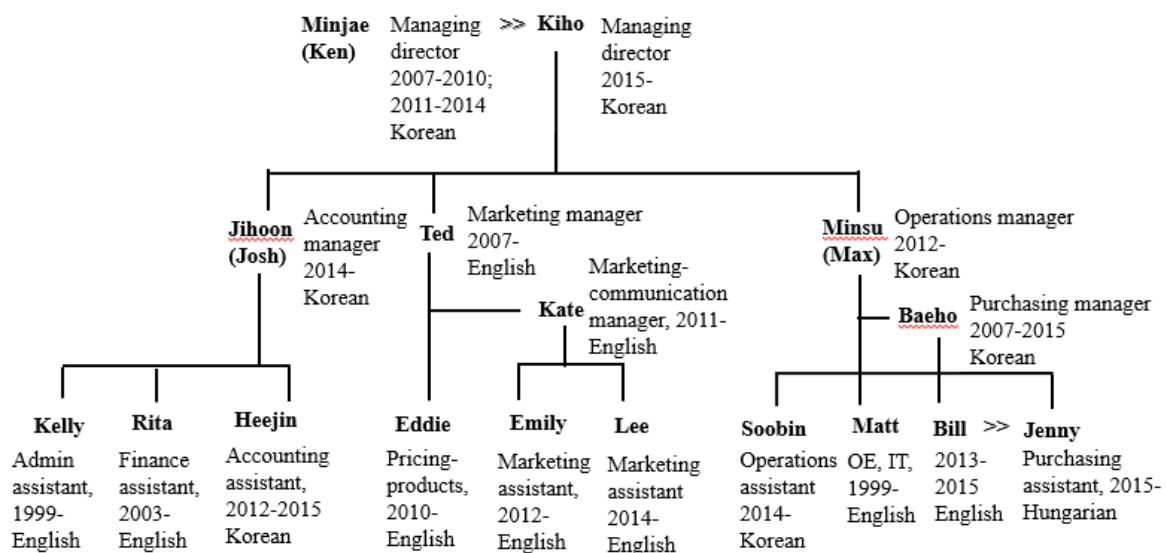 Minjae
(Ken)
Managing
director
2007-2010;
2011-2014
Korean
>>
Kiho
Managing
director
2015-
Korean
Jihoon
(Josh)
Accounting
manager
2014-
Korean
Ted
Marketing manager
2007-
English
Kate
Marketing-
communication
manager, 2011-
English
Minsu
(Max)
Operations manager
2012-
Korean
Baeho
Purchasing manager
2007-2015
Korean
Kelly
Admin
assistant,
1999-
English
Rita
Finance
assistant,
2003-
English
Heejin
Accounting
assistant,
2012-2015
Korean
Eddie
Pricing-
products,
2010-
English
Emily
Marketing
assistant,
2012-
English
Lee
Marketing
assistant
2014-
English
Soobin
Operations
assistant
2014-
Korean
Matt
OE, IT,
1999-
English
Bill
2013-
2015
English
>>
Jenny
Purchasing
assistant, 2015-
Hungarian